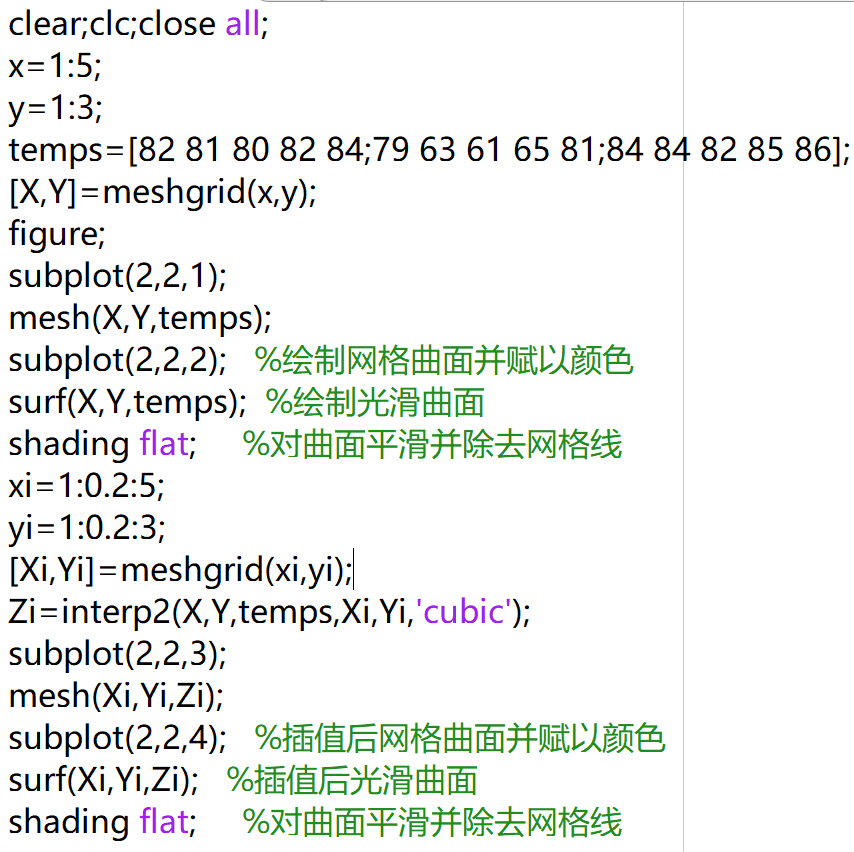 clear;clc;close all;
x=1:5;
y=1:3;
temps=[82 81 80 82 84;79 63 61 65 81;84 84 82 85 86];
[X,Y]=meshgrid(x,y);
figure;
subplot(2,2,1);
mesh(X,Y,temps);
subplot(2,2,2);   %绘制网格曲面并赋以颜色
surf(X,Y,temps);  %绘制光滑曲面
shading flat;     %对曲面平滑并除去网格线
xi=1:0.2:5;
yi=1:0.2:3;
[Xi,Yi]=meshgrid(xi,yi);
Zi=interp2(X,Y,temps,Xi,Yi,'cubic');
subplot(2,2,3);
mesh(Xi,Yi,Zi);
subplot(2,2,4);   %插值后网格曲面并赋以颜色
surf(Xi,Yi,Zi);   %插值后光滑曲面
shading flat;     %对曲面平滑并除去网格线